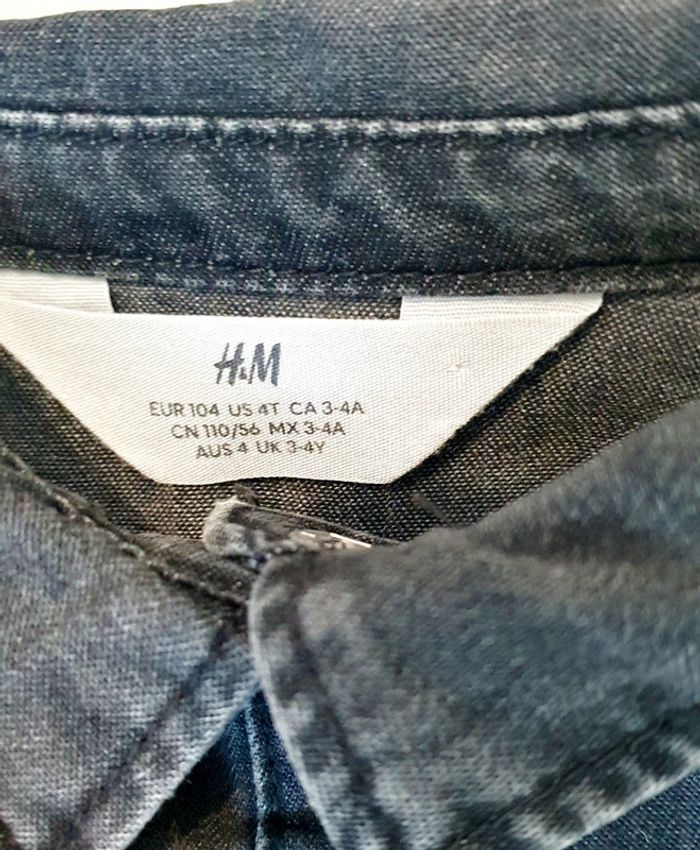 H&M
EUR 104 US 4T CA 3-4A
CN 110/56 MX 3-4A
AUS 4 UK 3-4Y